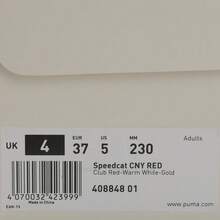 Adults
UK 4 EUR 37 US 5 MM 230
Speedcat CNY RED
Club Red-Warm White-Gold
408848 01
Made in China
4 070032 423999
www.puma.com